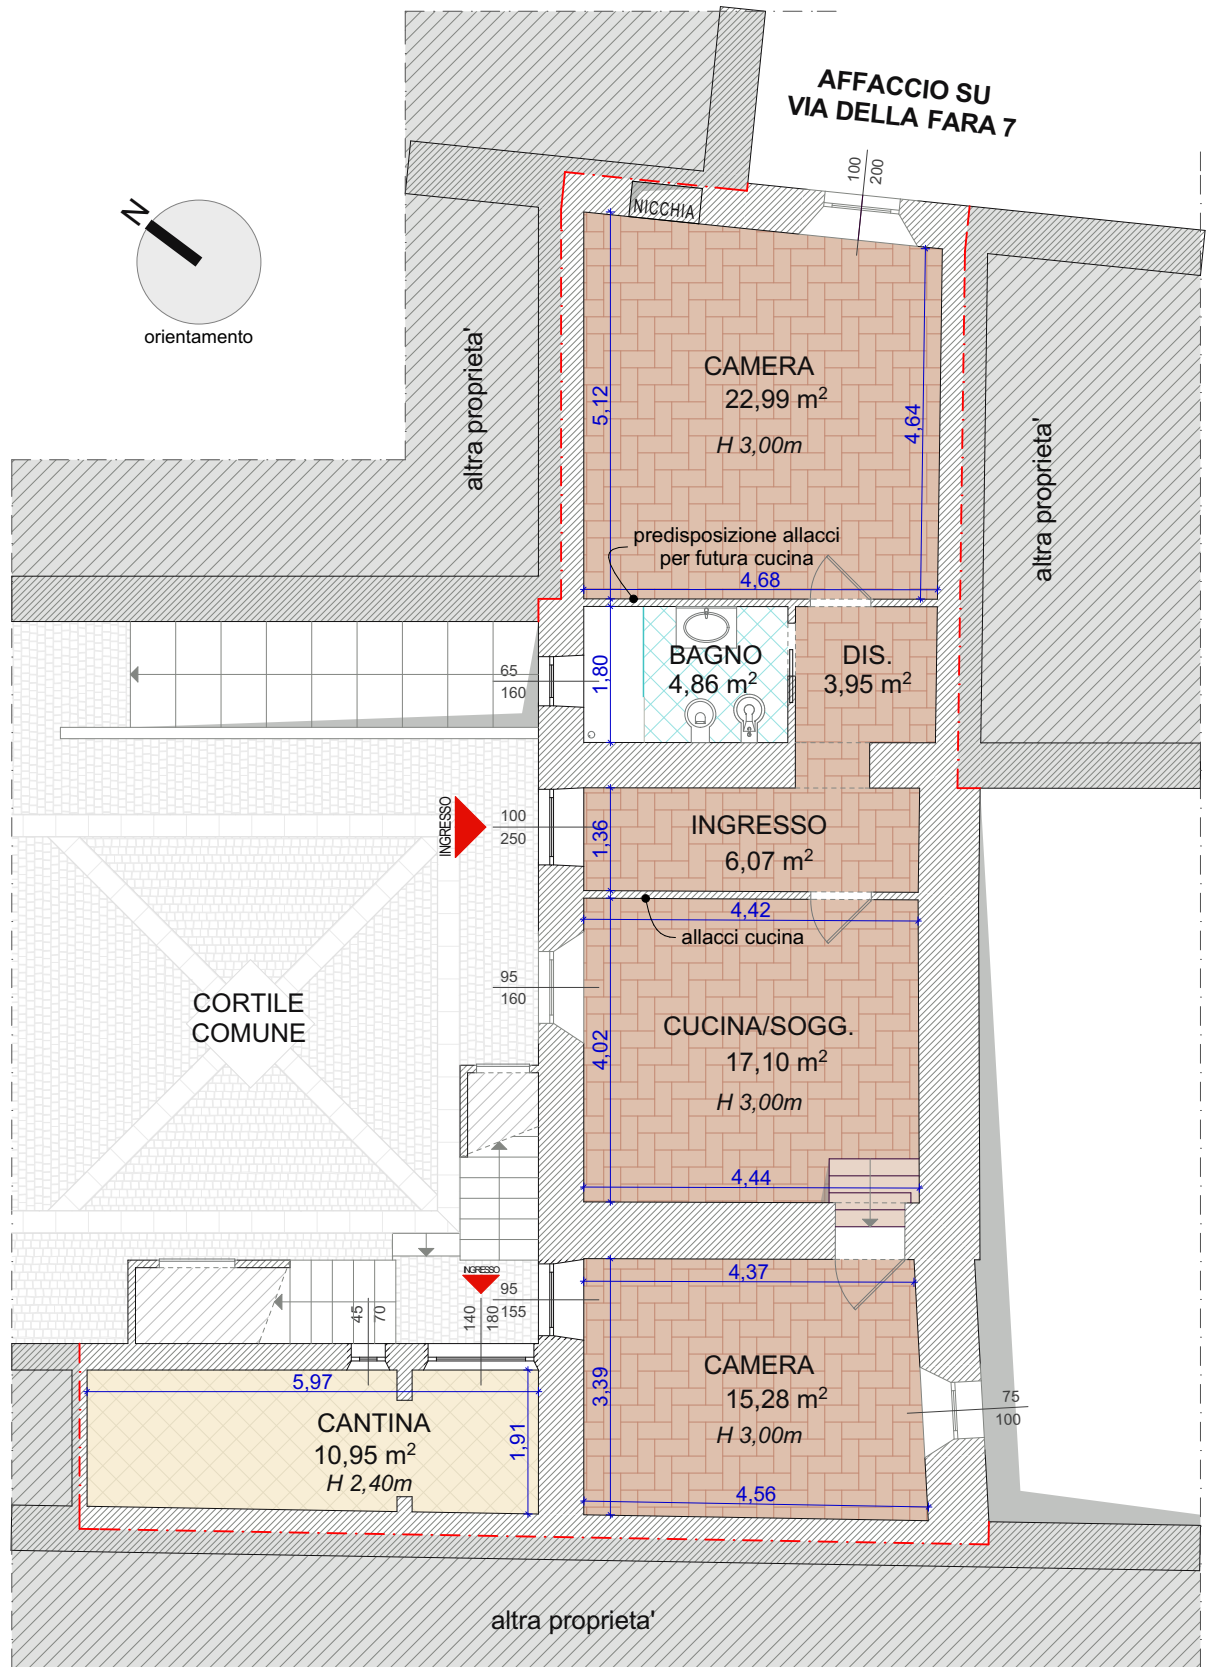 AFFACCIO SU
VIA DELLA FARA 7
100
200
N
orientamento
NICCHIA
altra proprieta'
altra proprieta'
CAMERA
22,99 m²
H 3,00m
5,12
4,64
predisposizione allacci
per futura cucina
4,68
BAGNO
4,86 m²
1,80
DIS.
3,95 m²
65
160
INGRESSO
100
250
1,36
INGRESSO
6,07 m²
4,42
allacci cucina
95
160
CORTILE
COMUNE
4,02
CUCINA/SOGG.
17,10 m²
H 3,00m
4,44
INGRESSO
95
155
45
70
140
180
4,37
3,39
CAMERA
15,28 m²
H 3,00m
75
100
4,56
5,97
1,91
CANTINA
10,95 m²
H 2,40m
altra proprieta'